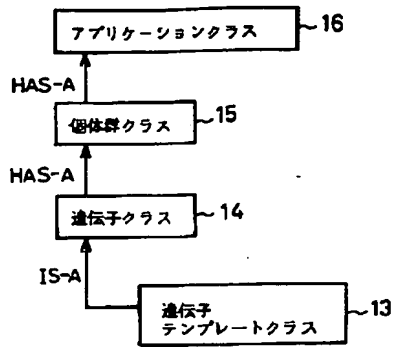 アプリケーションクラス
16
HAS-A
個体群クラス
15
HAS-A
遺伝子クラス
14
IS-A
遺伝子
テンプレートクラス
13